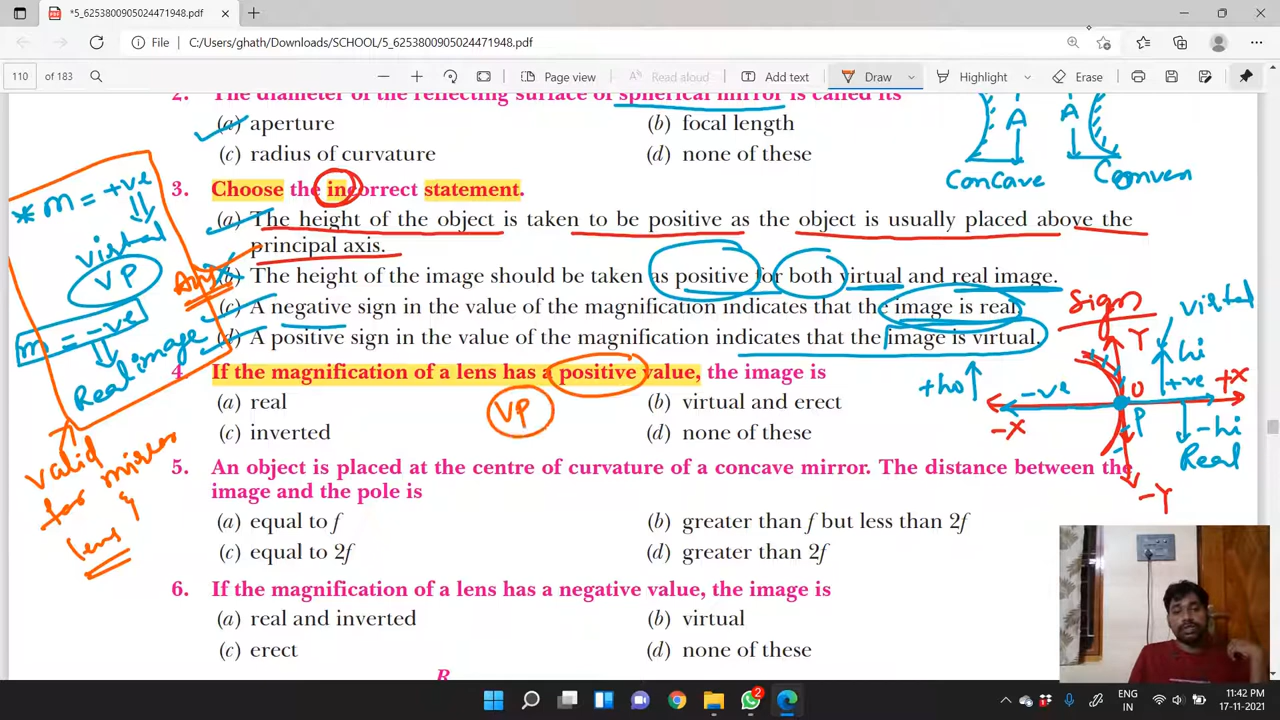 *5_6253800905024471948.pdf
File C:/Users/ghath/Downloads/SCHOOL/5_6253800905024471948.pdf
110 of 183 Page view Read aloud Add text Draw Highlight Erase
2. The diameter of the reflecting surface of spherical mirror is called its
(a) aperture (b) focal length
(c) radius of curvature (d) none of these
3. Choose the incorrect statement.
(a) The height of the object is taken to be positive as the object is usually placed above the
principal axis.
(b) The height of the image should be taken as positive for both virtual and real image.
(c) A negative sign in the value of the magnification indicates that the image is real.
(d) A positive sign in the value of the magnification indicates that the image is virtual.
4. If the magnification of a lens has a positive value, the image is
(a) real (b) virtual and erect
(c) inverted (d) none of these
5. An object is placed at the centre of curvature of a concave mirror. The distance between the
image and the pole is
(a) equal to f (b) greater than f but less than 2f
(c) equal to 2f (d) greater than 2f
6. If the magnification of a lens has a negative value, the image is
(a) real and inverted (b) virtual
(c) erect (d) none of these
R
* m = +ve
virtual
VP
m = -ve
Real image
valid
for mirror
&
lens
Ans
VP
A A
Concave Convex
Sign
virtual
Y
hi
+ho
-ve
+ve
+X
-X
O
P
-hi
Real
-Y
2
ENG
IN
11:42 PM
17-11-2021